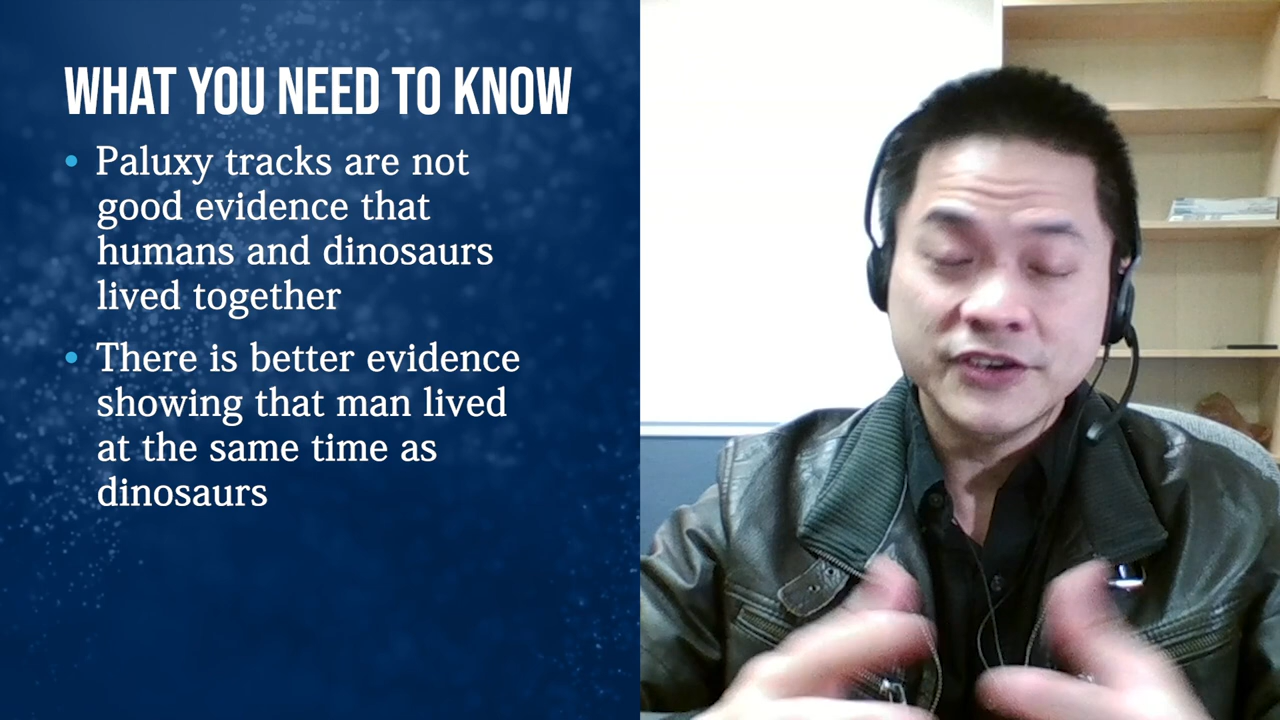 WHAT YOU NEED TO KNOW
• Paluxy tracks are not
good evidence that
humans and dinosaurs
lived together
• There is better evidence
showing that man lived
at the same time as
dinosaurs